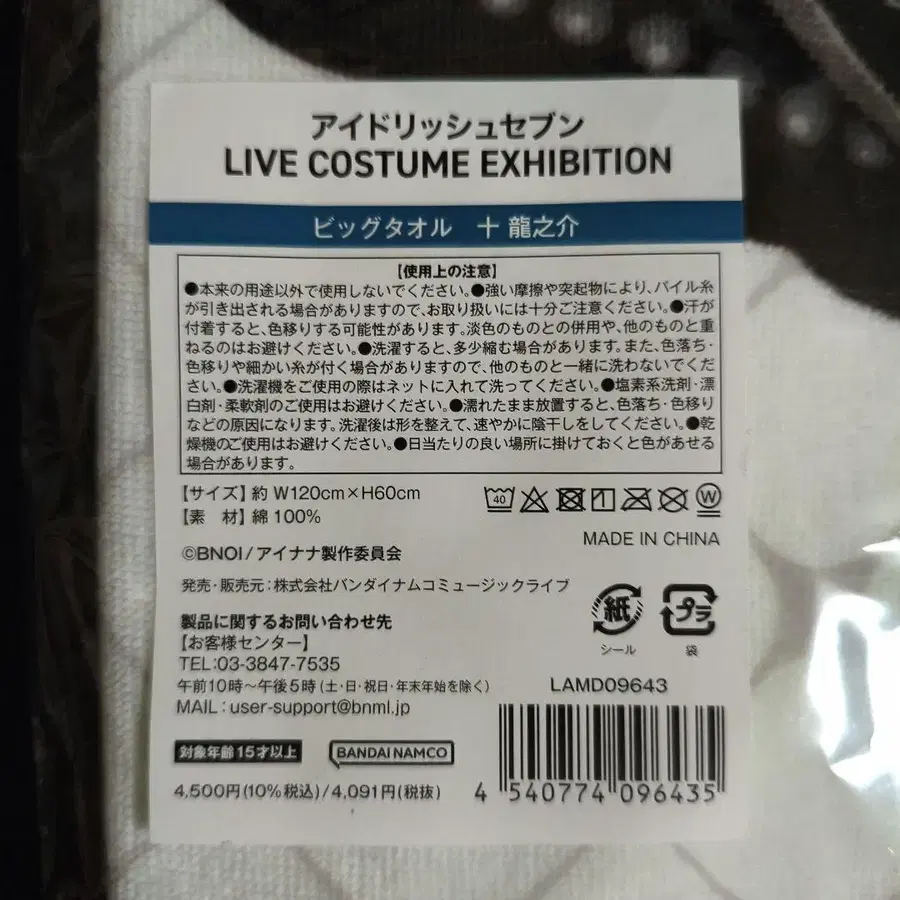 アイドリッシュセブン
LIVE COSTUME EXHIBITION
ビッグタオル 十 龍之介
【使用上の注意】
●本来の用途以外で使用しないでください。●強い摩擦や突起物により、パイル糸
が引き出される場合がありますので、お取り扱いには十分ご注意ください。●汗が
付着すると、色移りする可能性があります。淡色のものとの併用や、他のものと重
ねるのはお避けください。●洗濯すると、多少縮む場合があります。また、色落ち・
色移りや細かい糸が付く場合がありますので、他のものと一緒に洗わないでくだ
さい。●洗濯機をご使用の際はネットに入れて洗ってください。●塩素系洗剤・漂
白剤・柔軟剤のご使用はお避けください。●濡れたまま放置すると、色落ち・色移り
などの原因になります。洗濯後は形を整えて、速やかに陰干しをしてください。●乾
燥機のご使用はお避けください。●日当たりの良い場所に掛けておくと色があせる
場合があります。
【サイズ】約 W120cm×H60cm
40 W
【素 材】綿 100%
MADE IN CHINA
©BNOI/アイナナ製作委員会
発売・販売元:株式会社バンダイナムコミュージックライブ
紙 シール
プラ 袋
製品に関するお問い合わせ先
【お客様センター】
TEL:03-3847-7535
午前10時〜午後5時(土・日・祝日・年末年始を除く)
MAIL:user-support@bnml.jp
LAMD09643
対象年齢15才以上 BANDAI NAMCO
4,500円(10%税込)/4,091円(税抜)
4 540774 096435